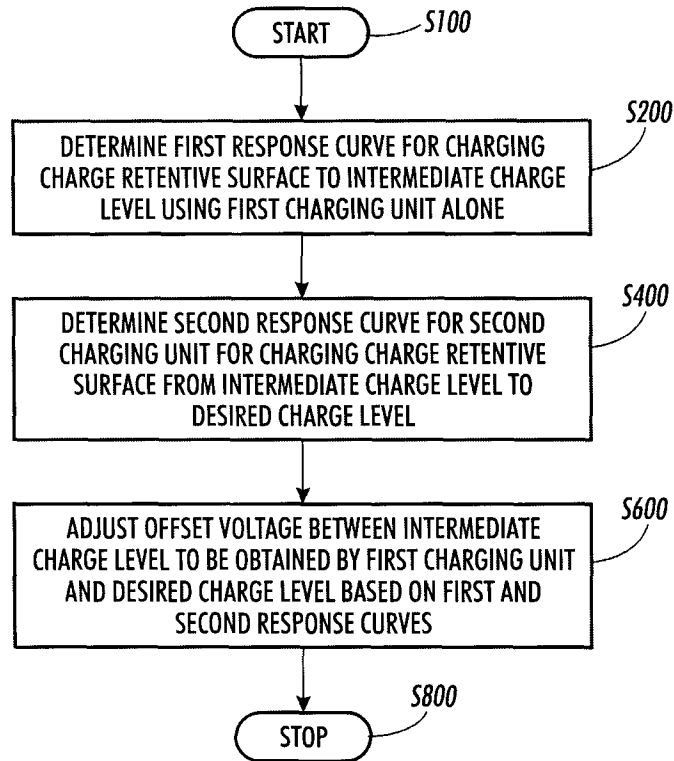 START
S100
S200
DETERMINE FIRST RESPONSE CURVE FOR CHARGING
CHARGE RETENTIVE SURFACE TO INTERMEDIATE CHARGE
LEVEL USING FIRST CHARGING UNIT ALONE
S400
DETERMINE SECOND RESPONSE CURVE FOR SECOND
CHARGING UNIT FOR CHARGING CHARGE RETENTIVE
SURFACE FROM INTERMEDIATE CHARGE LEVEL TO
DESIRED CHARGE LEVEL
S600
ADJUST OFFSET VOLTAGE BETWEEN INTERMEDIATE
CHARGE LEVEL TO BE OBTAINED BY FIRST CHARGING UNIT
AND DESIRED CHARGE LEVEL BASED ON FIRST AND
SECOND RESPONSE CURVES
S800
STOP